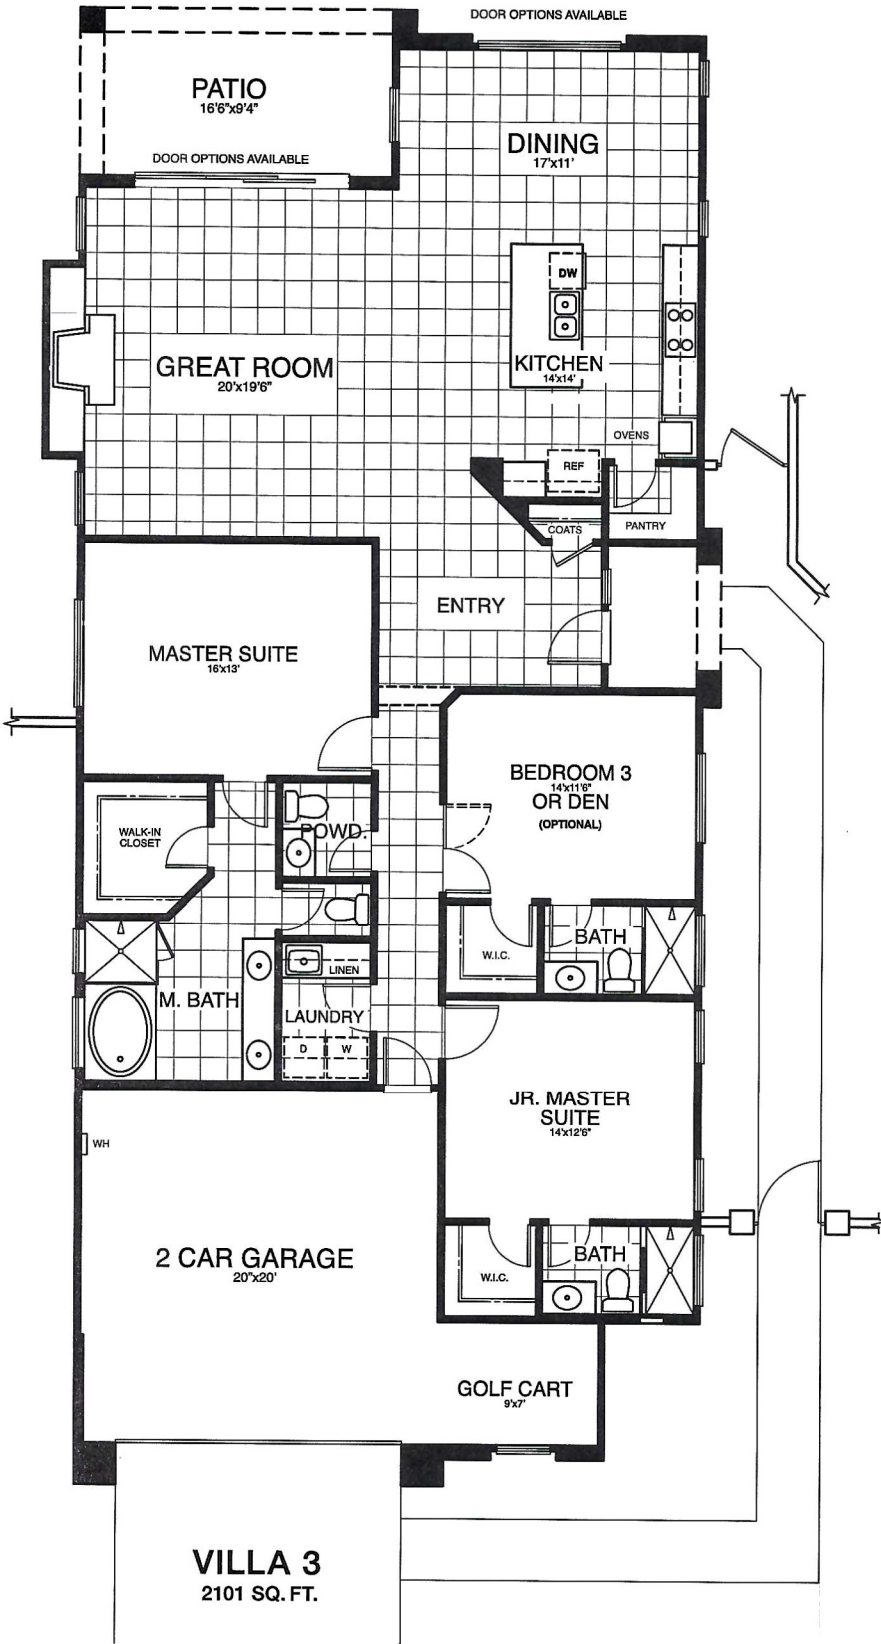 DOOR OPTIONS AVAILABLE
PATIO
16'6"x9'4"
DOOR OPTIONS AVAILABLE
DINING
17'x11'
DW
KITCHEN
14'x14'
GREAT ROOM
20'x19'6"
OVENS
REF
COATS
PANTRY
ENTRY
MASTER SUITE
16'x13'
BEDROOM 3
14'x11'6"
OR DEN
(OPTIONAL)
WALK-IN
CLOSET
POWD.
W.I.C.
BATH
LINEN
M. BATH
LAUNDRY
D
W
JR. MASTER
SUITE
14'x12'6"
WH
2 CAR GARAGE
20"x20'
W.I.C.
BATH
GOLF CART
9'x7'
VILLA 3
2101 SQ. FT.